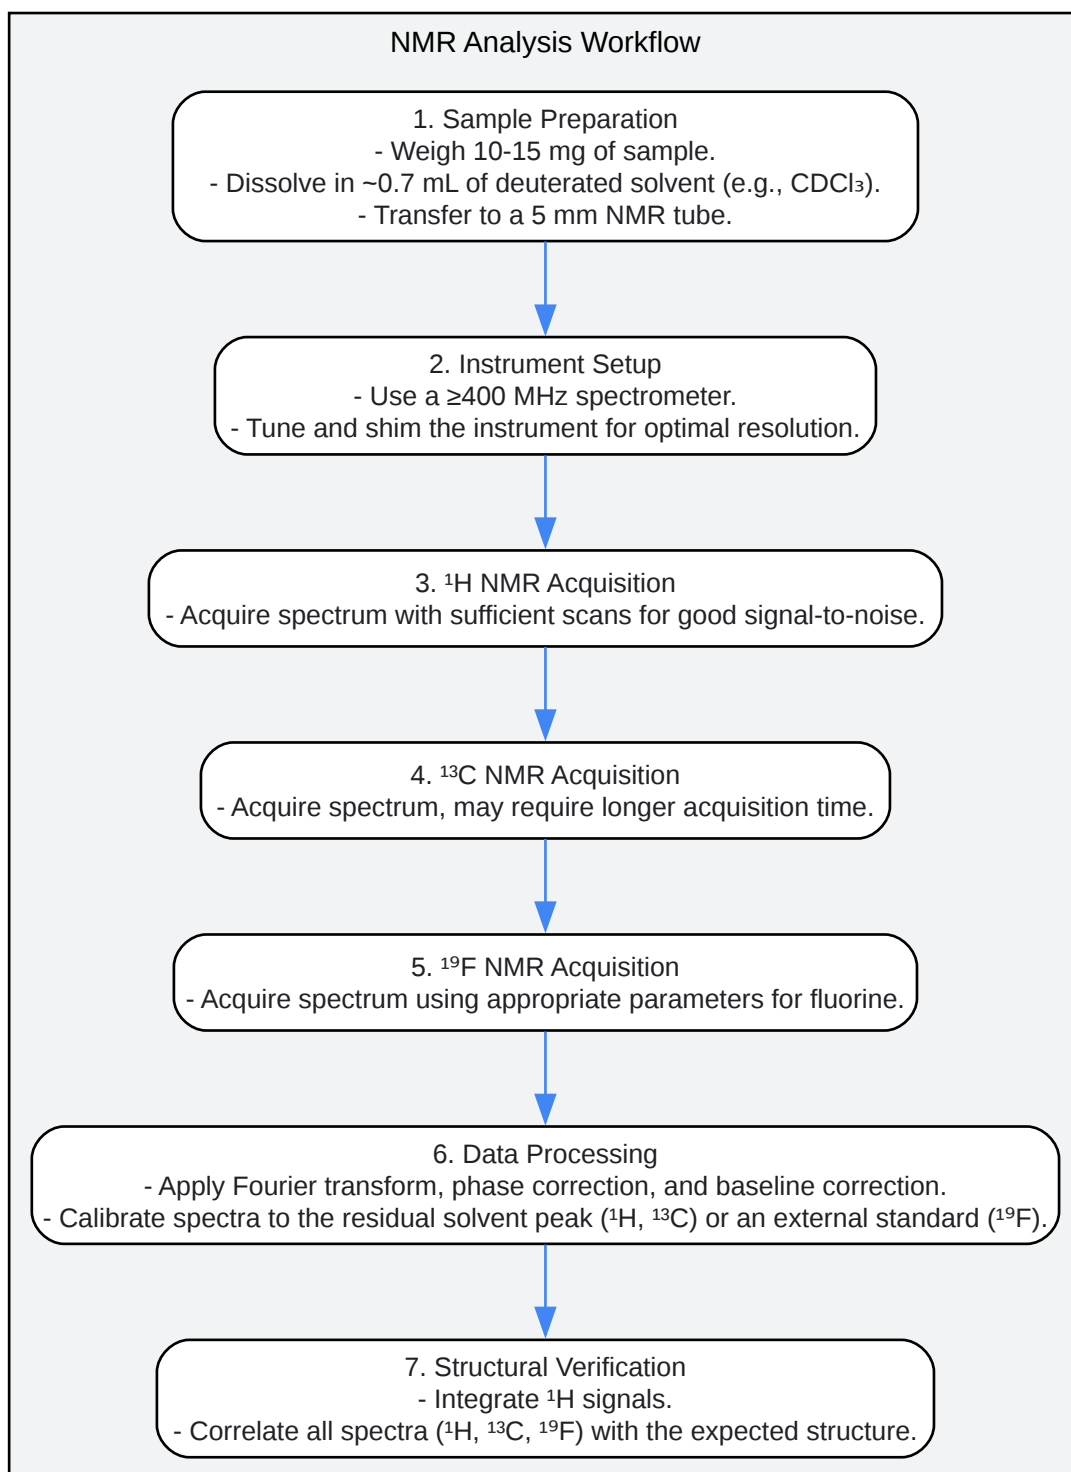 NMR Analysis Workflow
1. Sample Preparation
- Weigh 10-15 mg of sample.
- Dissolve in ~0.7 mL of deuterated solvent (e.g., CDCl₃).
- Transfer to a 5 mm NMR tube.
2. Instrument Setup
- Use a ≥400 MHz spectrometer.
- Tune and shim the instrument for optimal resolution.
3. ¹H NMR Acquisition
- Acquire spectrum with sufficient scans for good signal-to-noise.
4. ¹³C NMR Acquisition
- Acquire spectrum, may require longer acquisition time.
5. ¹⁹F NMR Acquisition
- Acquire spectrum using appropriate parameters for fluorine.
6. Data Processing
- Apply Fourier transform, phase correction, and baseline correction.
- Calibrate spectra to the residual solvent peak (¹H, ¹³C) or an external standard (¹⁹F).
7. Structural Verification
- Integrate ¹H signals.
- Correlate all spectra (¹H, ¹³C, ¹⁹F) with the expected structure.